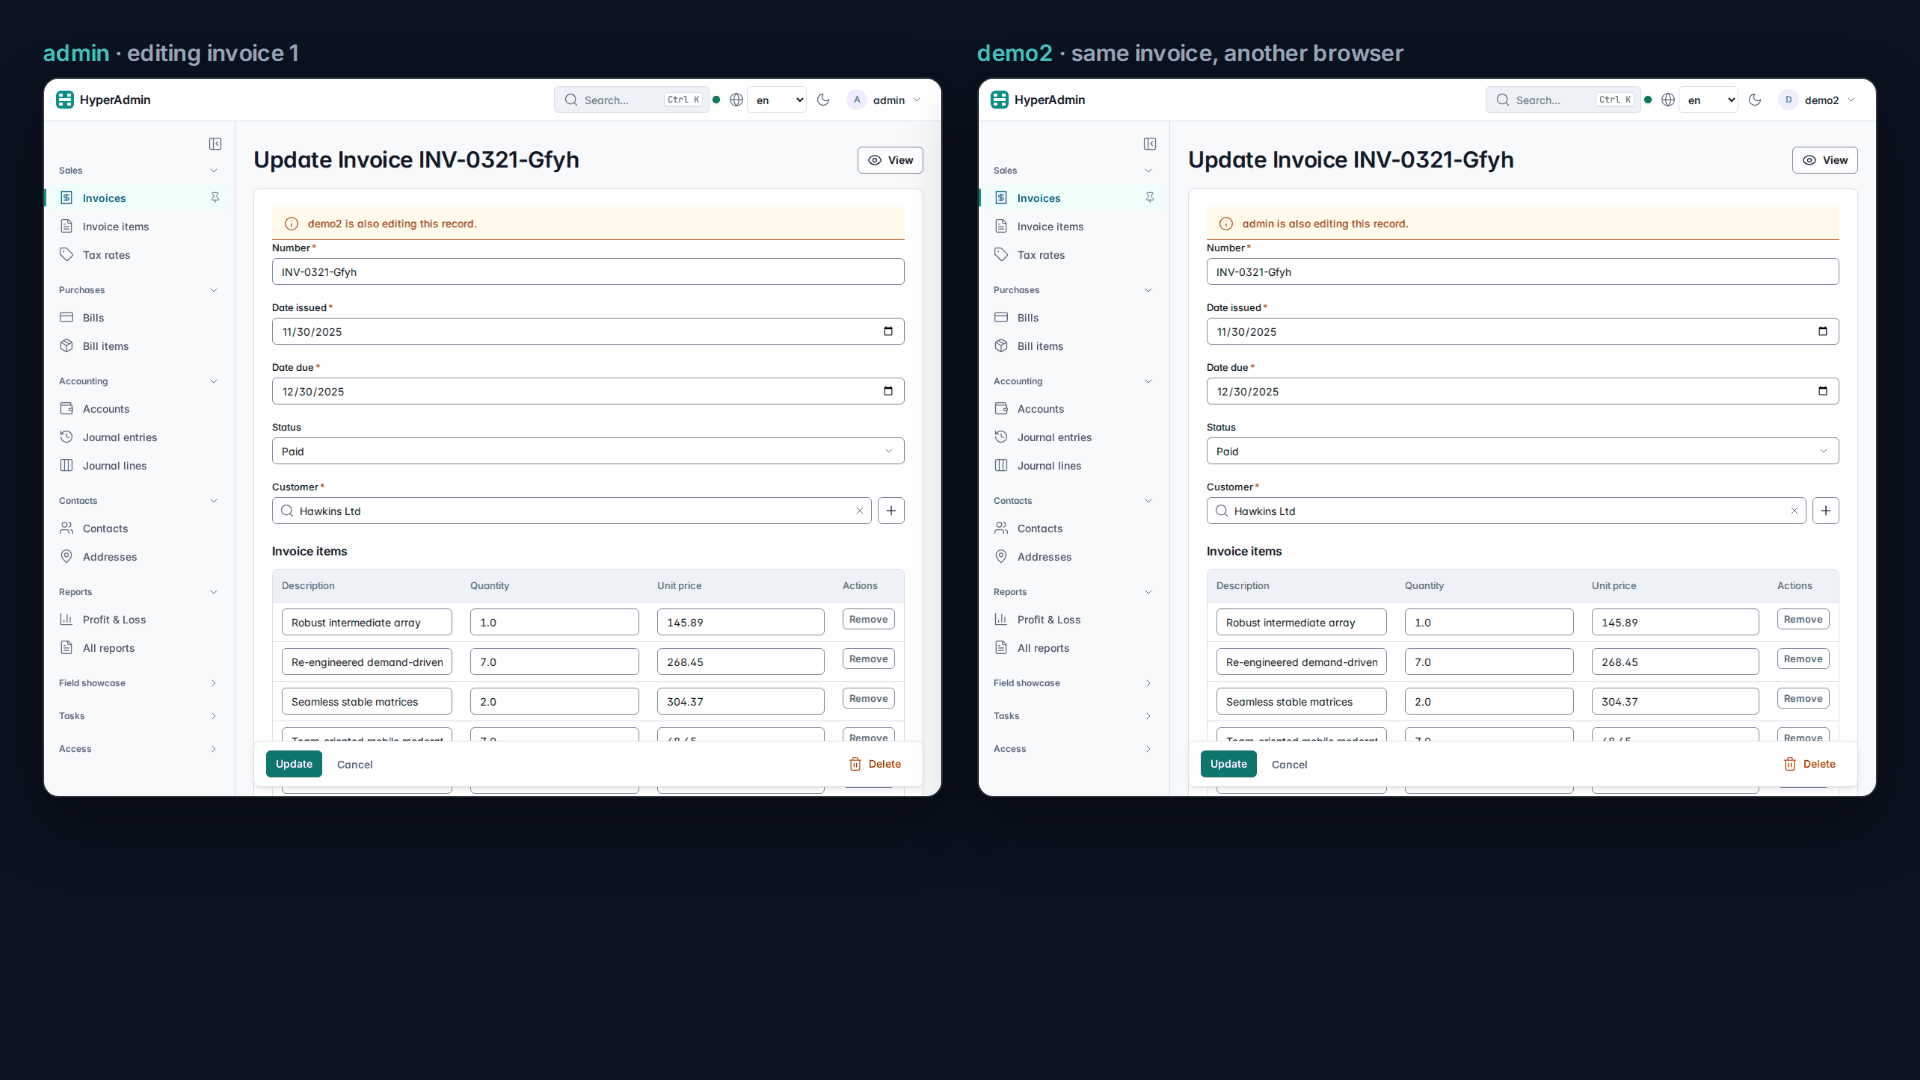 admin · editing invoice 1
HyperAdmin
Search...
Ctrl K
en
A
admin
Sales
Invoices
Invoice items
Tax rates
Purchases
Bills
Bill items
Accounting
Accounts
Journal entries
Journal lines
Contacts
Contacts
Addresses
Reports
Profit & Loss
All reports
Field showcase
Tasks
Access
Update Invoice INV-0321-Gfyh
View
demo2 is also editing this record.
Number*
INV-0321-Gfyh
Date issued*
11/30/2025
Date due*
12/30/2025
Status
Paid
Customer*
Hawkins Ltd
Invoice items
Description Quantity Unit price Actions
Robust intermediate array 1.0 145.89 Remove
Re-engineered demand-driven 7.0 268.45 Remove
Seamless stable matrices 2.0 304.37 Remove
Remove
Update
Cancel
Delete
demo2 · same invoice, another browser
HyperAdmin
Search...
Ctrl K
en
D
demo2
Sales
Invoices
Invoice items
Tax rates
Purchases
Bills
Bill items
Accounting
Accounts
Journal entries
Journal lines
Contacts
Contacts
Addresses
Reports
Profit & Loss
All reports
Field showcase
Tasks
Access
Update Invoice INV-0321-Gfyh
View
admin is also editing this record.
Number*
INV-0321-Gfyh
Date issued*
11/30/2025
Date due*
12/30/2025
Status
Paid
Customer*
Hawkins Ltd
Invoice items
Description Quantity Unit price Actions
Robust intermediate array 1.0 145.89 Remove
Re-engineered demand-driven 7.0 268.45 Remove
Seamless stable matrices 2.0 304.37 Remove
Remove
Update
Cancel
Delete